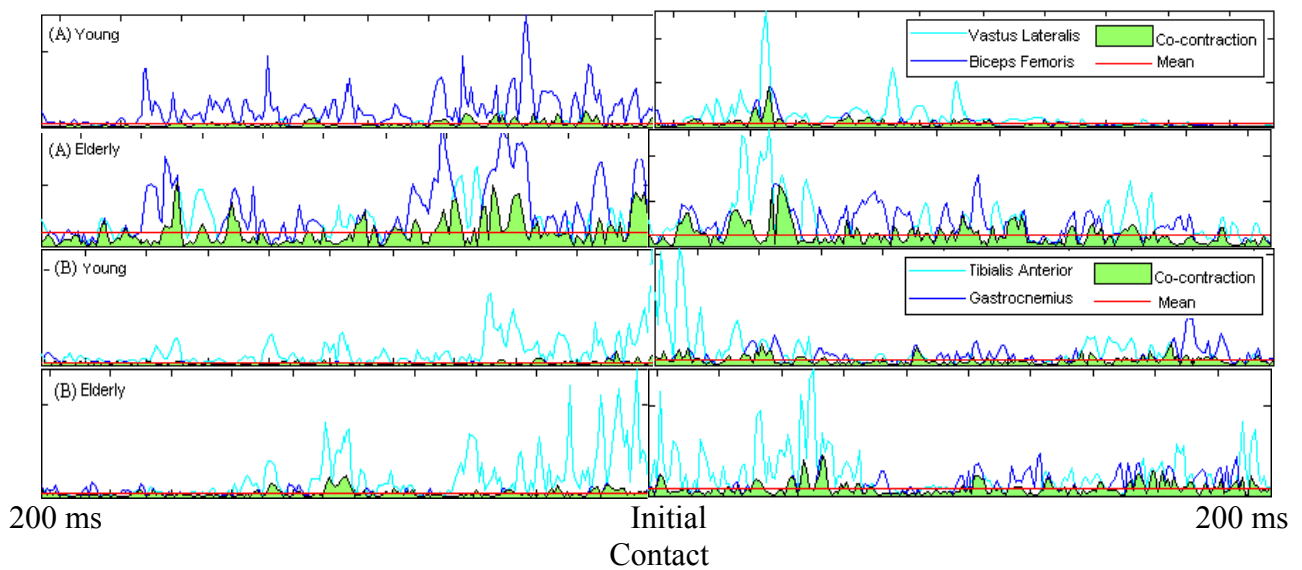 (A) Young
Vastus Lateralis Co-contraction
Biceps Femoris Mean
(A) Elderly
(B) Young
Tibialis Anterior Co-contraction
Gastrocnemius Mean
(B) Elderly
200 ms Initial 200 ms
Contact